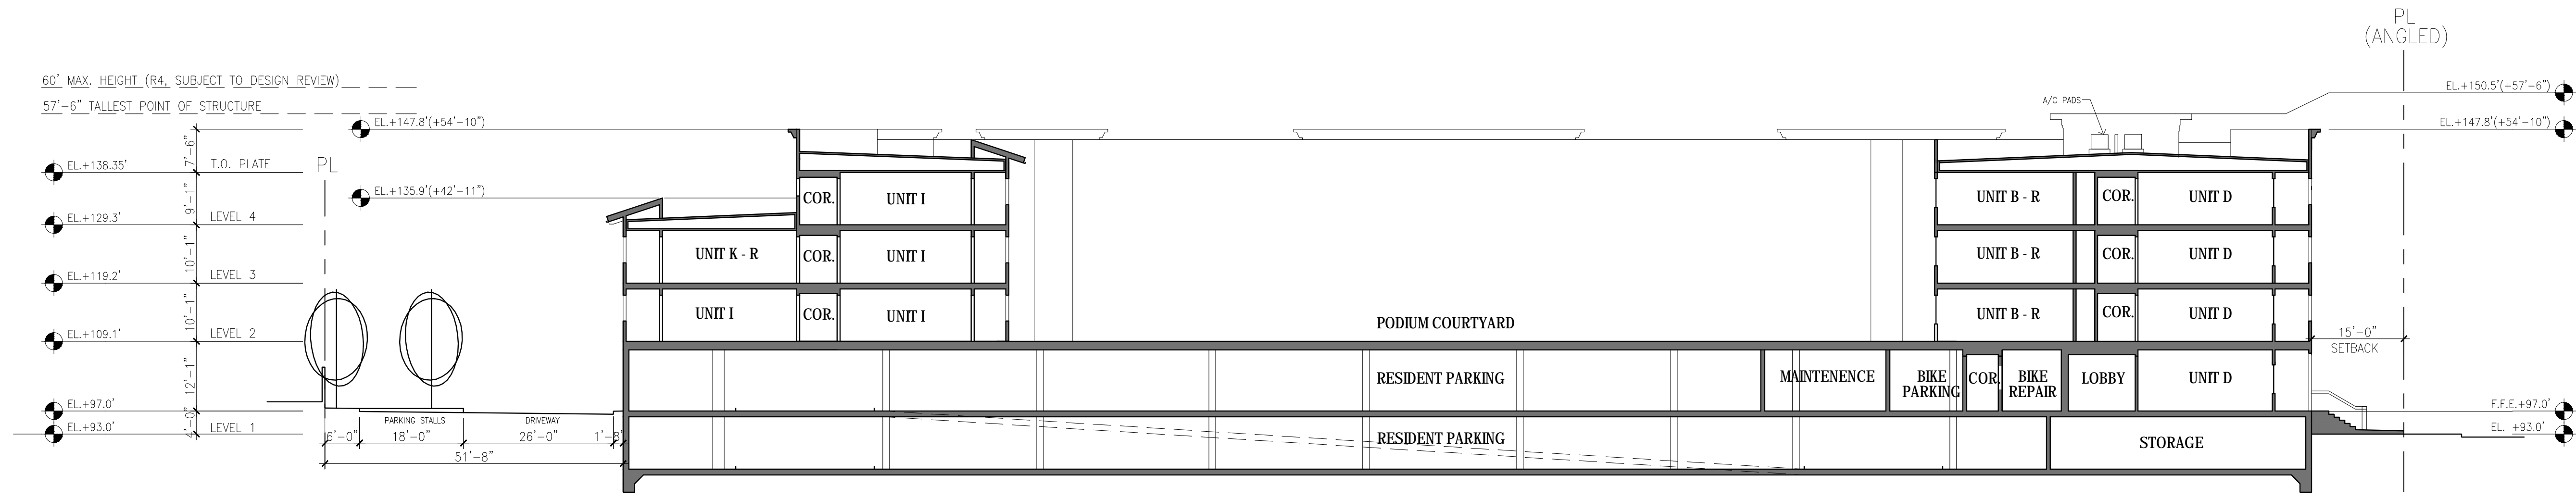 PL
(ANGLED)
60' MAX. HEIGHT (R4, SUBJECT TO DESIGN REVIEW)
57'-6" TALLEST POINT OF STRUCTURE
EL.+150.5'(+57'-6")
A/C PADS
EL.+147.8'(+54'-10")
EL.+147.8'(+54'-10")
7'-6"
EL.+138.35'
T.O. PLATE
PL
EL.+135.9'(+42'-11")
9'-1"
COR.
UNIT I
UNIT B - R
COR.
UNIT D
EL.+129.3'
LEVEL 4
10'-1"
UNIT K - R
COR.
UNIT I
UNIT B - R
COR.
UNIT D
EL.+119.2'
LEVEL 3
10'-1"
UNIT I
COR.
UNIT I
PODIUM COURTYARD
UNIT B - R
COR.
UNIT D
EL.+109.1'
LEVEL 2
15'-0"
SETBACK
12'-1"
RESIDENT PARKING
MAINTENENCE
BIKE
PARKING
COR.
BIKE
REPAIR
LOBBY
UNIT D
EL.+97.0'
F.F.E.+97.0'
4'-0"
EL.+93.0'
LEVEL 1
PARKING STALLS
DRIVEWAY
EL. +93.0'
6'-0"
18'-0"
26'-0"
1'-8"
51'-8"
RESIDENT PARKING
STORAGE